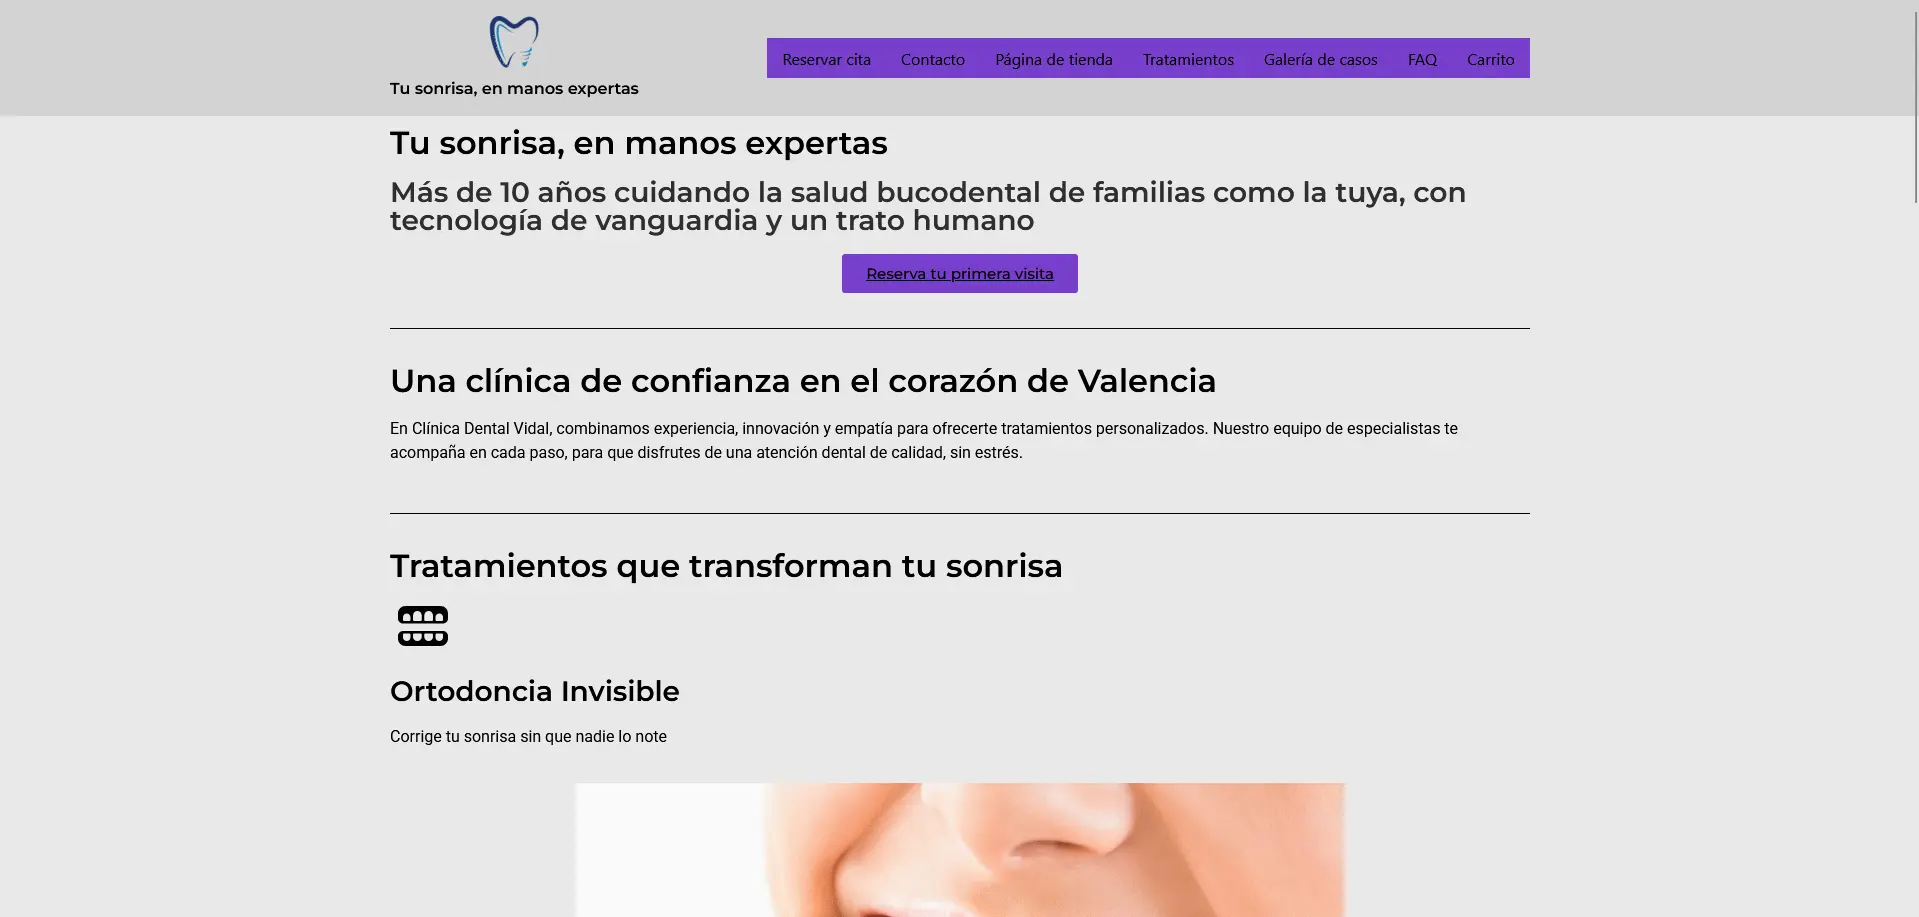 Tu sonrisa, en manos expertas
Reservar cita
Contacto
Página de tienda
Tratamientos
Galería de casos
FAQ
Carrito
Tu sonrisa, en manos expertas
Más de 10 años cuidando la salud bucodental de familias como la tuya, con
tecnología de vanguardia y un trato humano
Reserva tu primera visita
Una clínica de confianza en el corazón de Valencia
En Clínica Dental Vidal, combinamos experiencia, innovación y empatía para ofrecerte tratamientos personalizados. Nuestro equipo de especialistas te
acompaña en cada paso, para que disfrutes de una atención dental de calidad, sin estrés.
Tratamientos que transforman tu sonrisa
Ortodoncia Invisible
Corrige tu sonrisa sin que nadie lo note